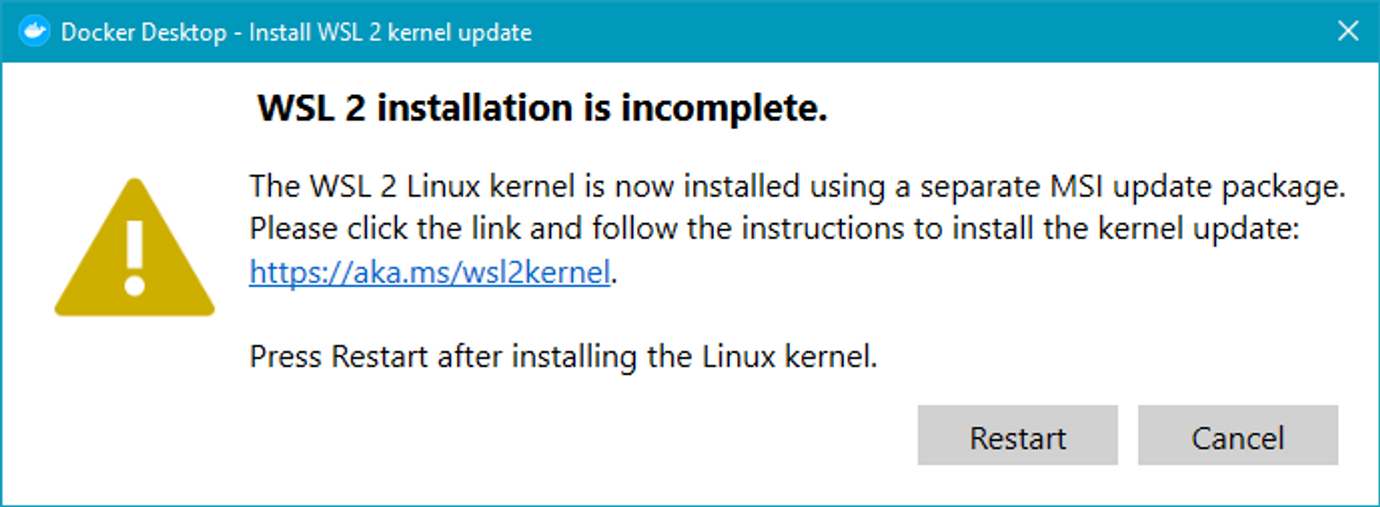 Docker Desktop - Install WSL 2 kernel update
WSL 2 installation is incomplete.
The WSL 2 Linux kernel is now installed using a separate MSI update package.
Please click the link and follow the instructions to install the kernel update:
https://aka.ms/wsl2kernel.
Press Restart after installing the Linux kernel.
Restart
Cancel